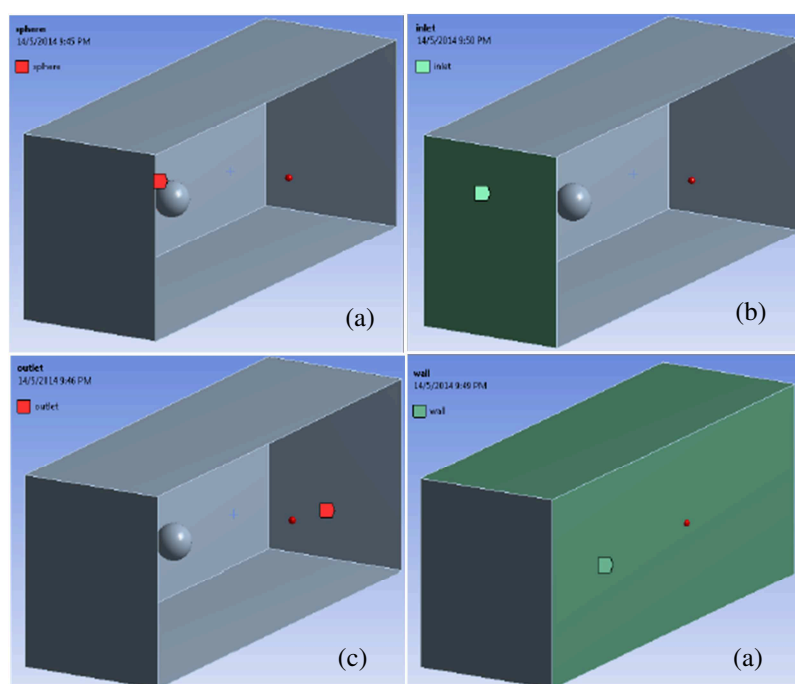 sphere
14/5/2014 9:45 PM
sphere
(a)
inlet
14/5/2014 9:50 PM
inlet
(b)
outlet
14/5/2014 9:46 PM
outlet
(c)
wall
14/5/2014 9:49 PM
wall
(a)